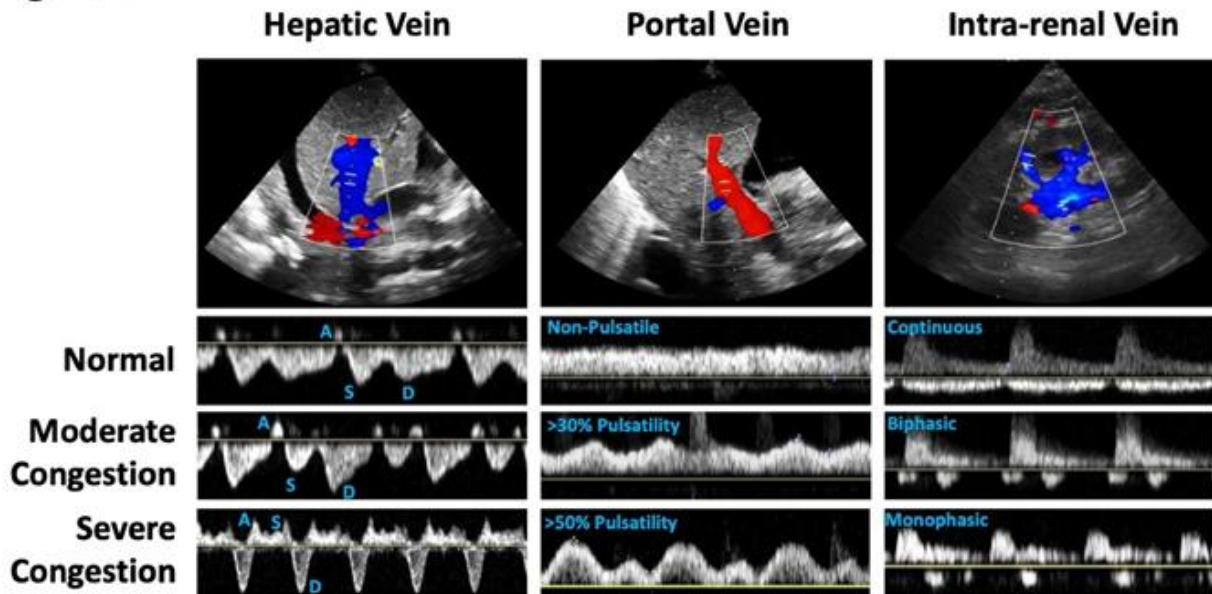 Hepatic Vein Portal Vein Intra-renal Vein
Normal
A
S D
Non-Pulsatile
Continuous
Moderate
Congestion
A
S D
>30% Pulsatility
Biphasic
Severe
Congestion
A S
D
>50% Pulsatility
Monophasic